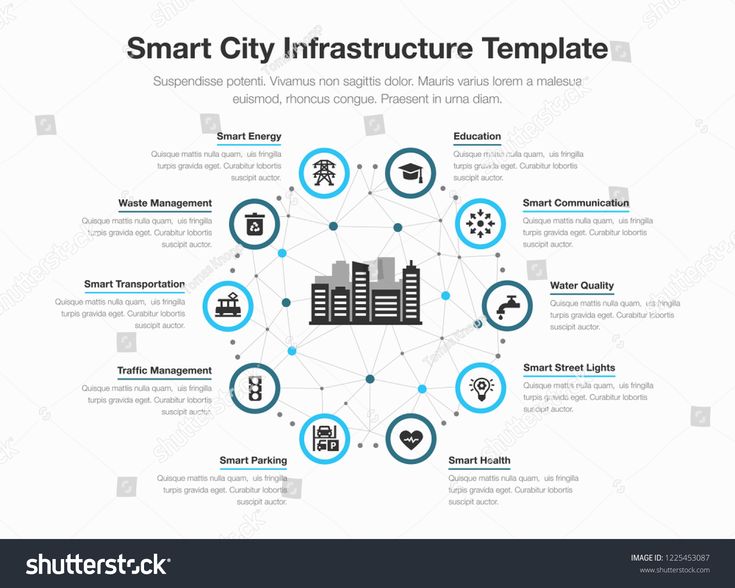 Smart City Infrastructure Template
Suspendisse potenti. Vivamus non sagittis dolor. Mauris varius lorem a malesua
euismod, rhoncus congue. Praesent in urna diam.
Smart Energy
Quisque mattis nulla quam, uis fringilla
turpis gravida eget. Curabitur lobortis
suscipit auctor.
Education
Quisque mattis nulla quam, uis fringilla
turpis gravida eget. Curabitur lobortis
suscipit auctor.
Waste Management
Quisque mattis nulla quam, uis fringilla
turpis gravida eget. Curabitur lobortis
suscipit auctor.
Smart Communication
Quisque mattis nulla quam, uis fringilla
turpis gravida eget. Curabitur lobortis
suscipit auctor.
Smart Transportation
Quisque mattis nulla quam, uis fringilla
turpis gravida eget. Curabitur lobortis
suscipit auctor.
Water Quality
Quisque mattis nulla quam, uis fringilla
turpis gravida eget. Curabitur lobortis
suscipit auctor.
Traffic Management
Quisque mattis nulla quam, uis fringilla
turpis gravida eget. Curabitur lobortis
suscipit auctor.
Smart Street Lights
Quisque mattis nulla quam, uis fringilla
turpis gravida eget. Curabitur lobortis
suscipit auctor.
P
Smart Parking
Quisque mattis nulla quam, uis fringilla
turpis gravida eget. Curabitur lobortis
suscipit auctor.
Smart Health
Quisque mattis nulla quam, uis fringilla
turpis gravida eget. Curabitur lobortis
suscipit auctor.
shutterstock®
IMAGE ID: 1225453087
www.shutterstock.com